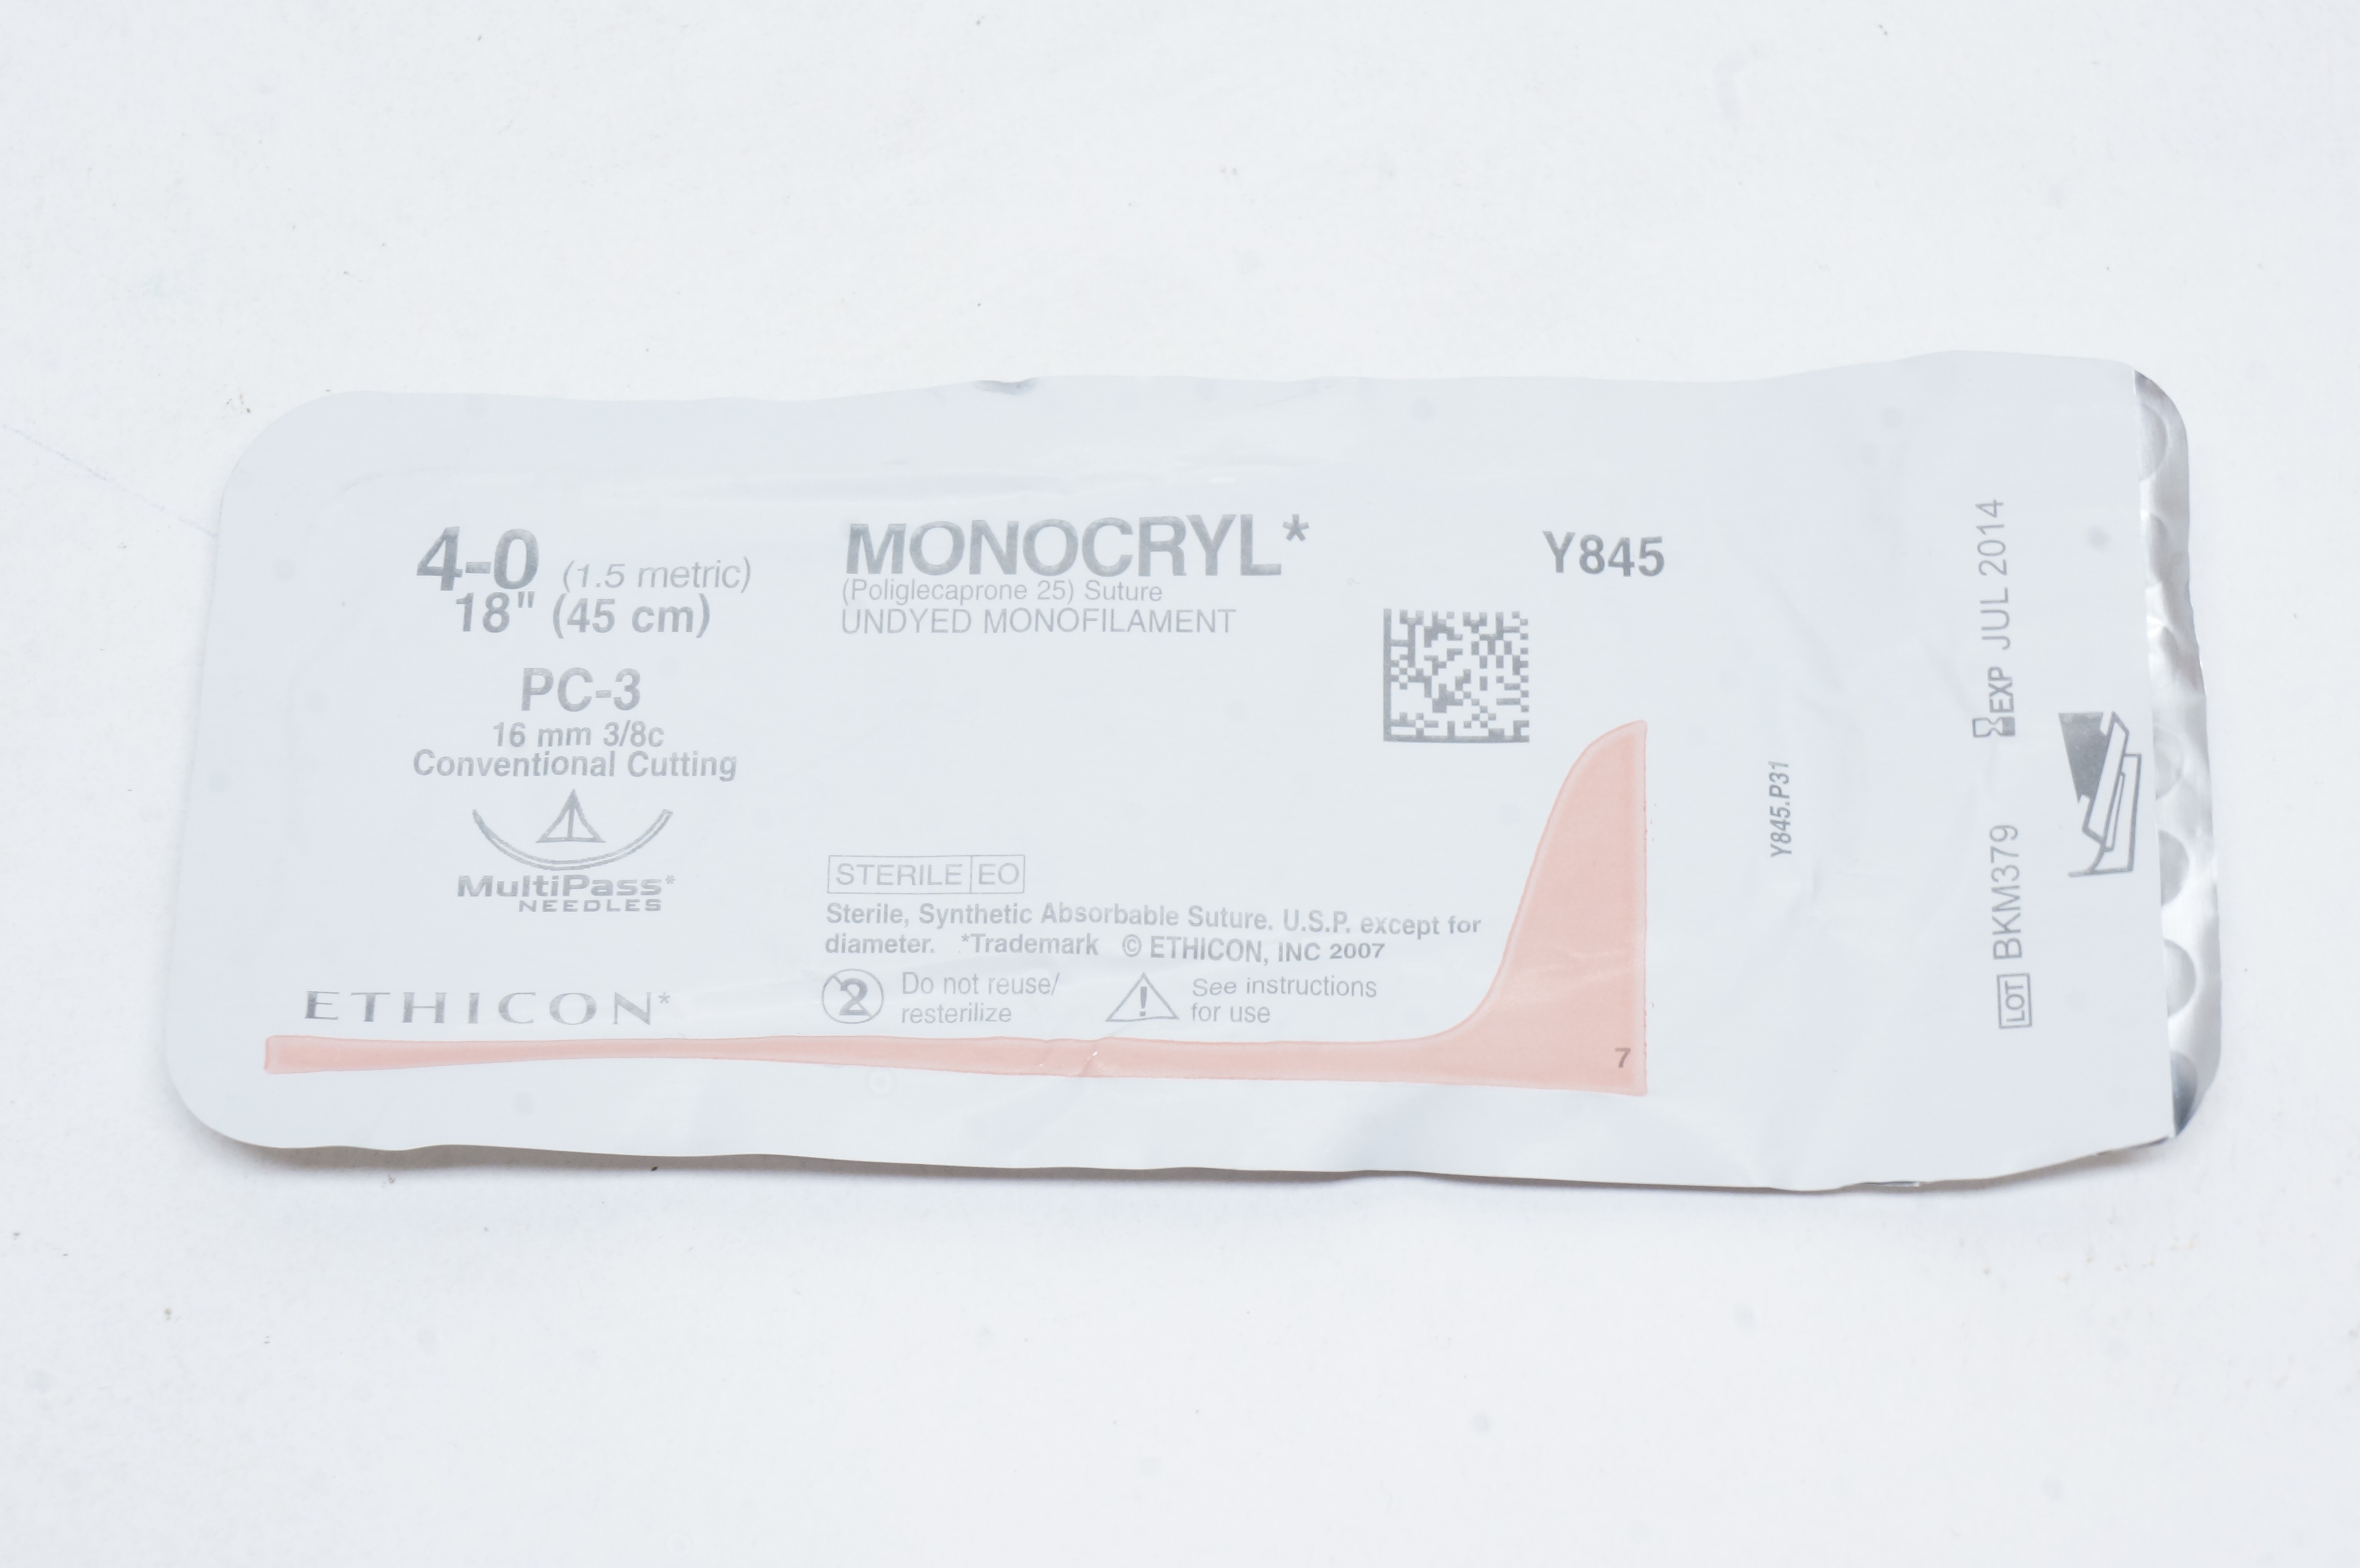 4-0 (1.5 metric)
18" (45 cm)
PC-3
16 mm 3/8c
Conventional Cutting
MultiPass*
NEEDLES
ETHICON*
MONOCRYL*
(Poliglecaprone 25) Suture
UNDYED MONOFILAMENT
STERILE EO
Sterile, Synthetic Absorbable Suture. U.S.P. except for
diameter. *Trademark © ETHICON, INC 2007
2
Do not reuse/
resterilize
!
See instructions
for use
Y845
7
Y845.P31
EXP JUL 2014
LOT BKM379